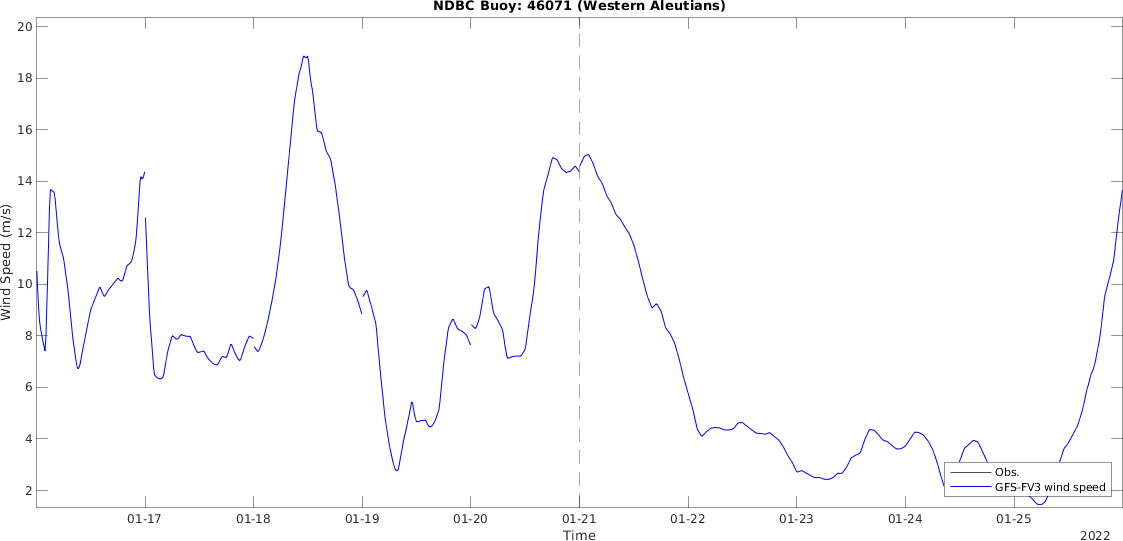 NDBC Buoy: 46071 (Western Aleutians)
20
18
16
14
12
10
8
6
4
2
Wind Speed (m/s)
Obs.
GFS-FV3 wind speed
01-17 01-18 01-19 01-20 01-21 01-22 01-23 01-24 01-25
Time
2022